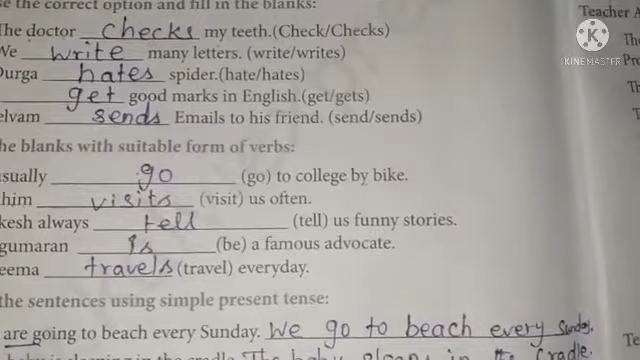 the correct option and fill in the blanks:
The doctor checks my teeth.(Check/Checks)
We write many letters. (write/writes)
Durga hates spider.(hate/hates)
get good marks in English.(get/gets)
elvam sends Emails to his friend. (send/sends)
he blanks with suitable form of verbs:
usually go (go) to college by bike.
him visits (visit) us often.
kesh always tell (tell) us funny stories.
gumaran is (be) a famous advocate.
eema travels (travel) everyday.
the sentences using simple present tense:
are going to beach every Sunday. We go to beach every Sunday.
The baby sleeps in the cradle.
Teacher A
The
Pro
Th
T
To
K
KINEMASTER